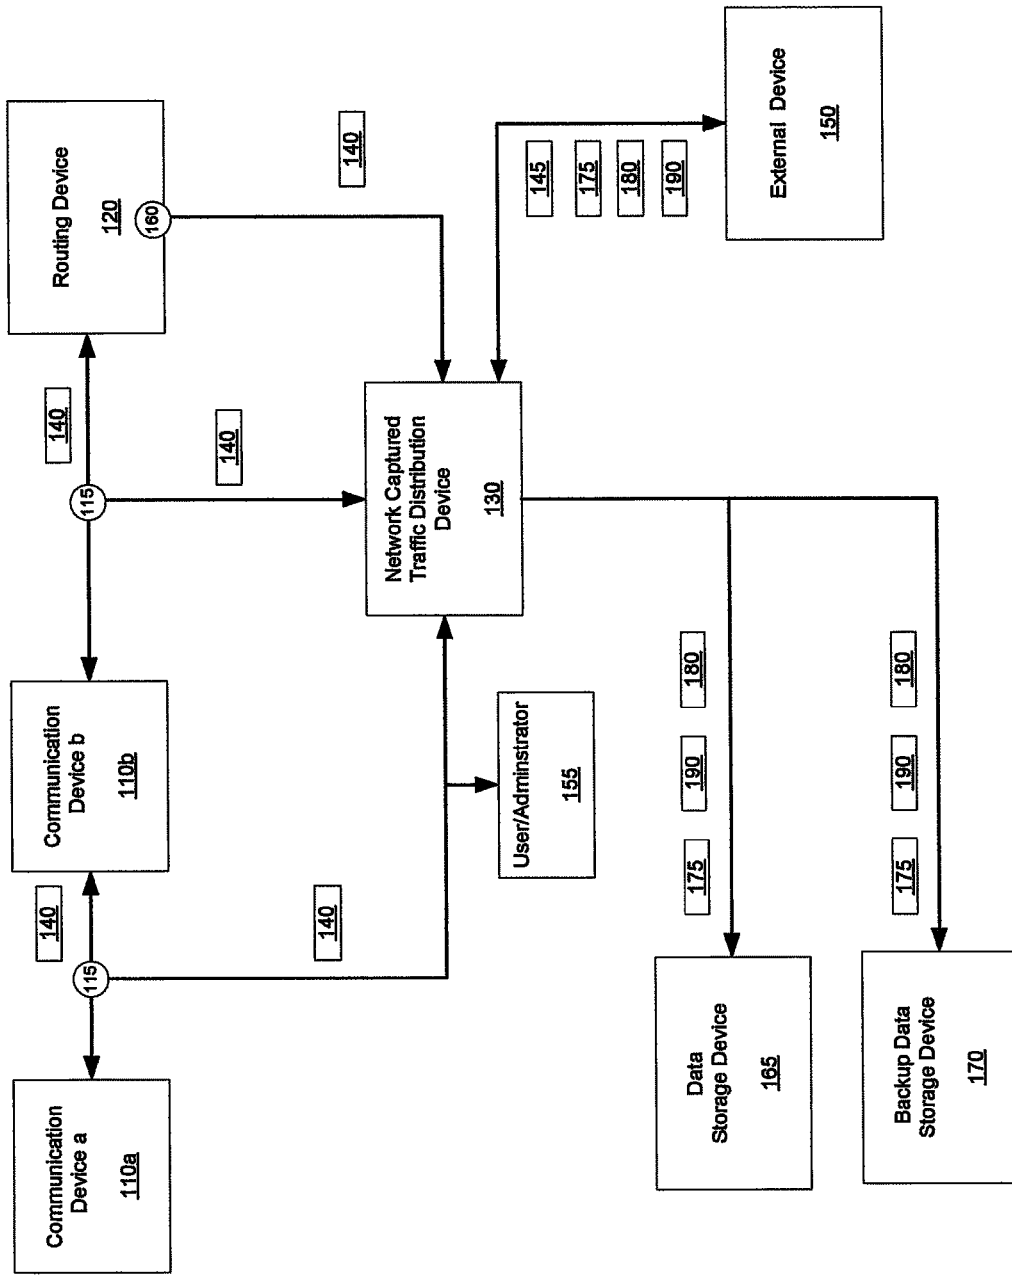 Communication
Device a
110a
115
140
Communication
Device b
110b
115
140
Routing Device
120
160
140
140
140
Network Captured
Traffic Distribution
Device
130
User/Adminstrator
155
145
175
180
190
External Device
150
175
190
180
Data
Storage Device
165
175
190
180
Backup Data
Storage Device
170